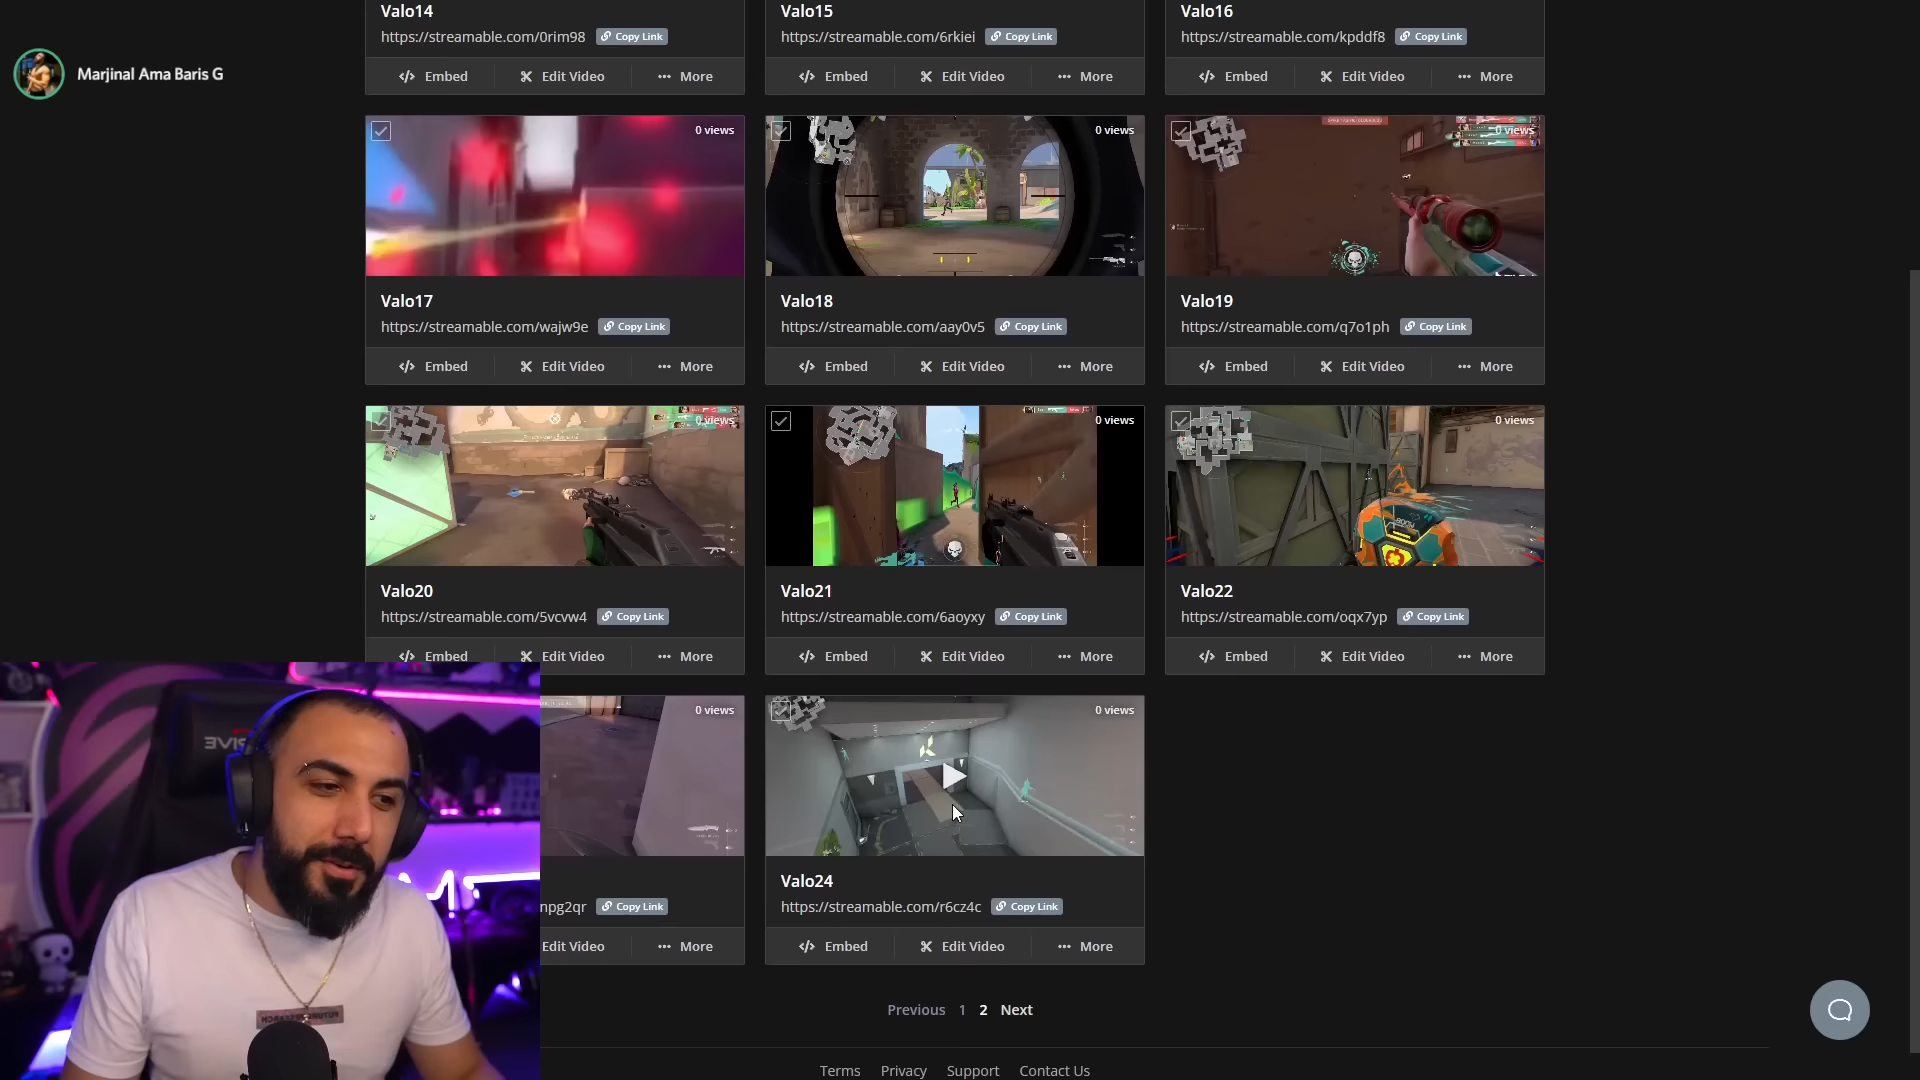 Valo14
Valo15
Valo16
https://streamable.com/0rim98 Copy Link
https://streamable.com/6rkiei Copy Link
https://streamable.com/kpddf8 Copy Link
Marjinal Ama Baris G
Embed Edit Video More
Embed Edit Video More
Embed Edit Video More
0 views
0 views
0 views
Valo17
Valo18
Valo19
https://streamable.com/wajw9e Copy Link
https://streamable.com/aay0v5 Copy Link
https://streamable.com/q7o1ph Copy Link
Embed Edit Video More
Embed Edit Video More
Embed Edit Video More
0 views
0 views
0 views
Valo20
Valo21
Valo22
https://streamable.com/5vcvw4 Copy Link
https://streamable.com/6aoyxy Copy Link
https://streamable.com/oqx7yp Copy Link
Embed Edit Video More
Embed Edit Video More
Embed Edit Video More
0 views
0 views
Valo24
npg2qr Copy Link
https://streamable.com/r6cz4c Copy Link
Edit Video More
Embed Edit Video More
Previous 1 2 Next
Terms Privacy Support Contact Us